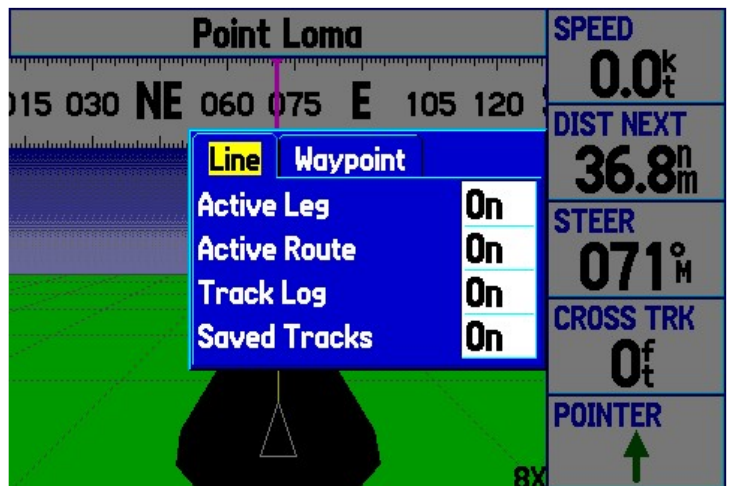 Point Loma
015 030 NE 060 075 E 105 120
Line Waypoint
Active Leg On
Active Route On
Track Log On
Saved Tracks On
8X
SPEED
0.0kt
DIST NEXT
36.8nm
STEER
071°M
CROSS TRK
0ft
POINTER